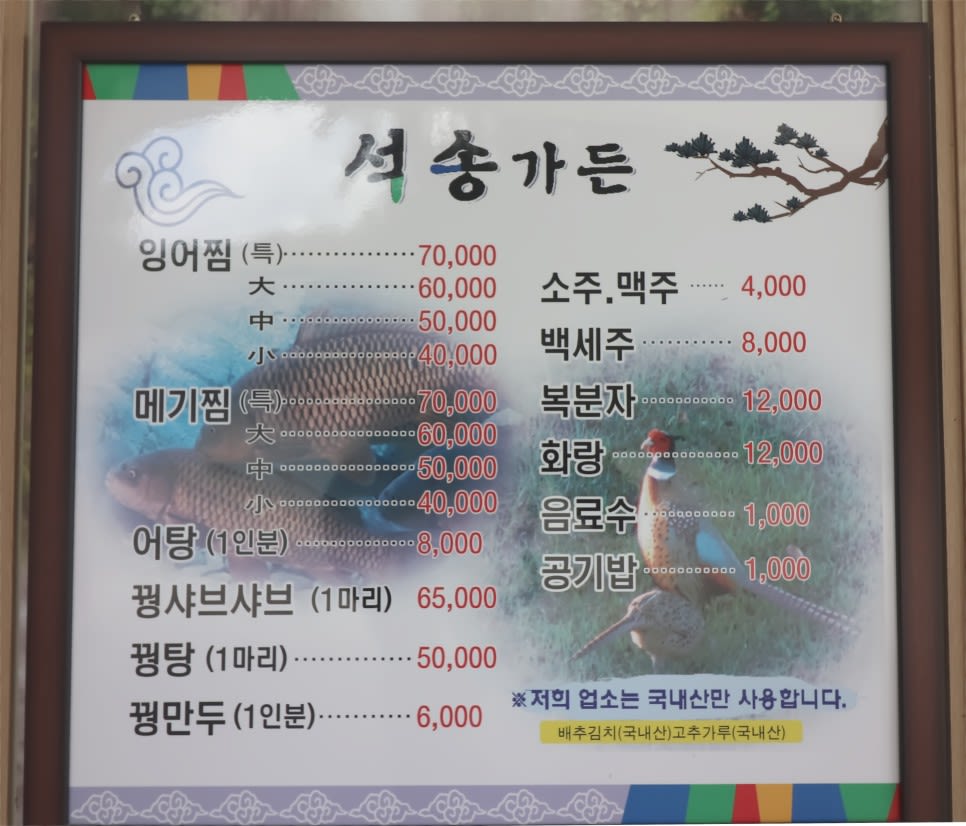 석송가든
잉어찜 (특) 70,000
大 60,000
中 50,000
小 40,000
메기찜 (특) 70,000
大 60,000
中 50,000
小 40,000
어탕 (1인분) 8,000
꿩샤브샤브 (1마리) 65,000
꿩탕 (1마리) 50,000
꿩만두 (1인분) 6,000
소주.맥주 4,000
백세주 8,000
복분자 12,000
화랑 12,000
음료수 1,000
공기밥 1,000
※저희 업소는 국내산만 사용합니다.
배추김치(국내산)고추가루(국내산)